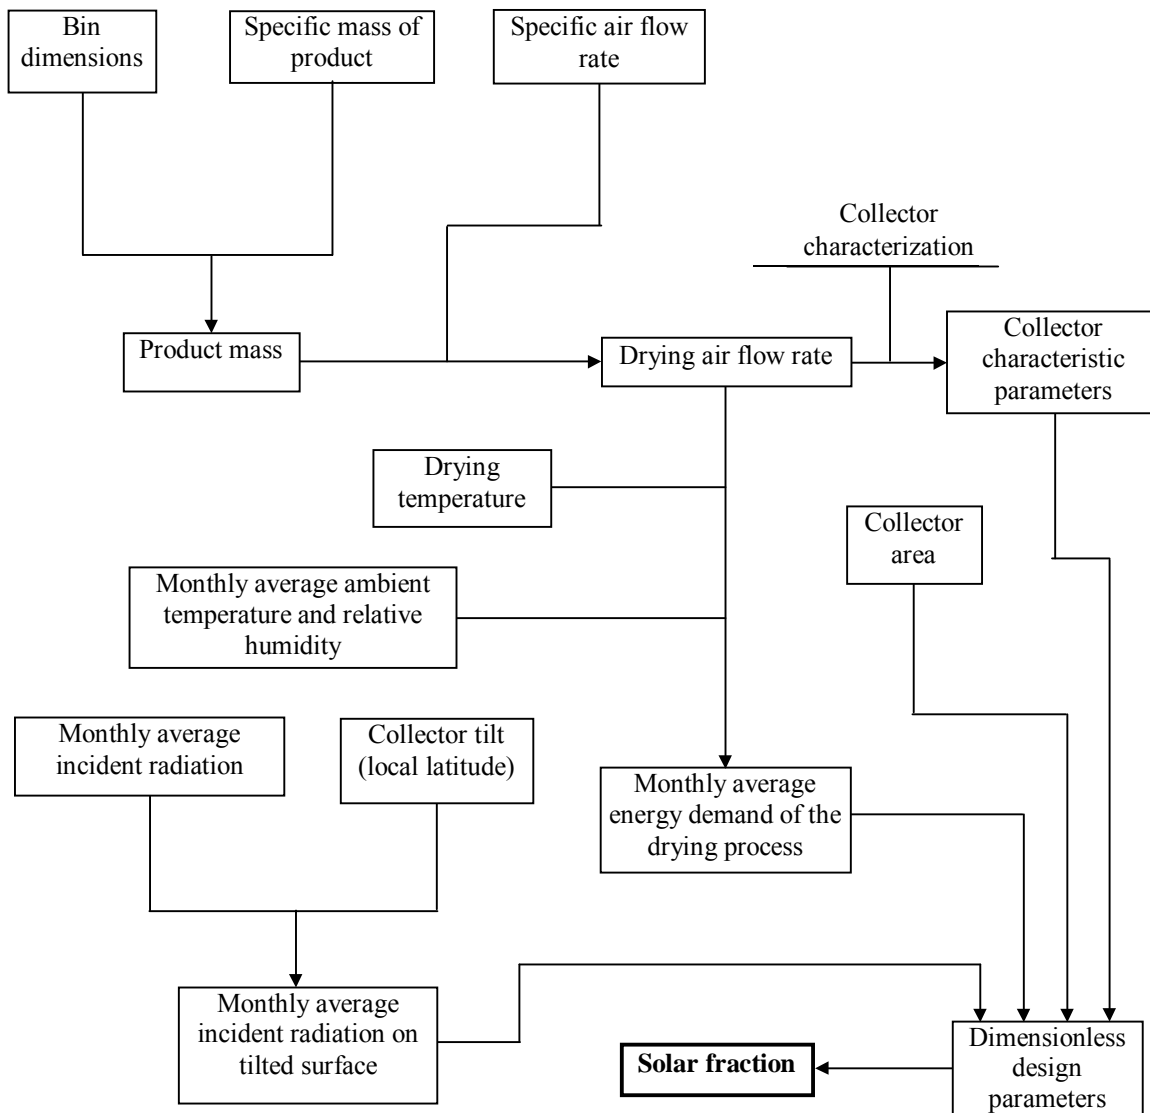 Bin
dimensions
Specific mass of
product
Specific air flow
rate
Collector
characterization
Product mass
Drying air flow rate
Collector
characteristic
parameters
Drying
temperature
Collector
area
Monthly average ambient
temperature and relative
humidity
Monthly average
incident radiation
Collector tilt
(local latitude)
Monthly average
energy demand of the
drying process
Monthly average
incident radiation on
tilted surface
Solar fraction
Dimensionless
design
parameters